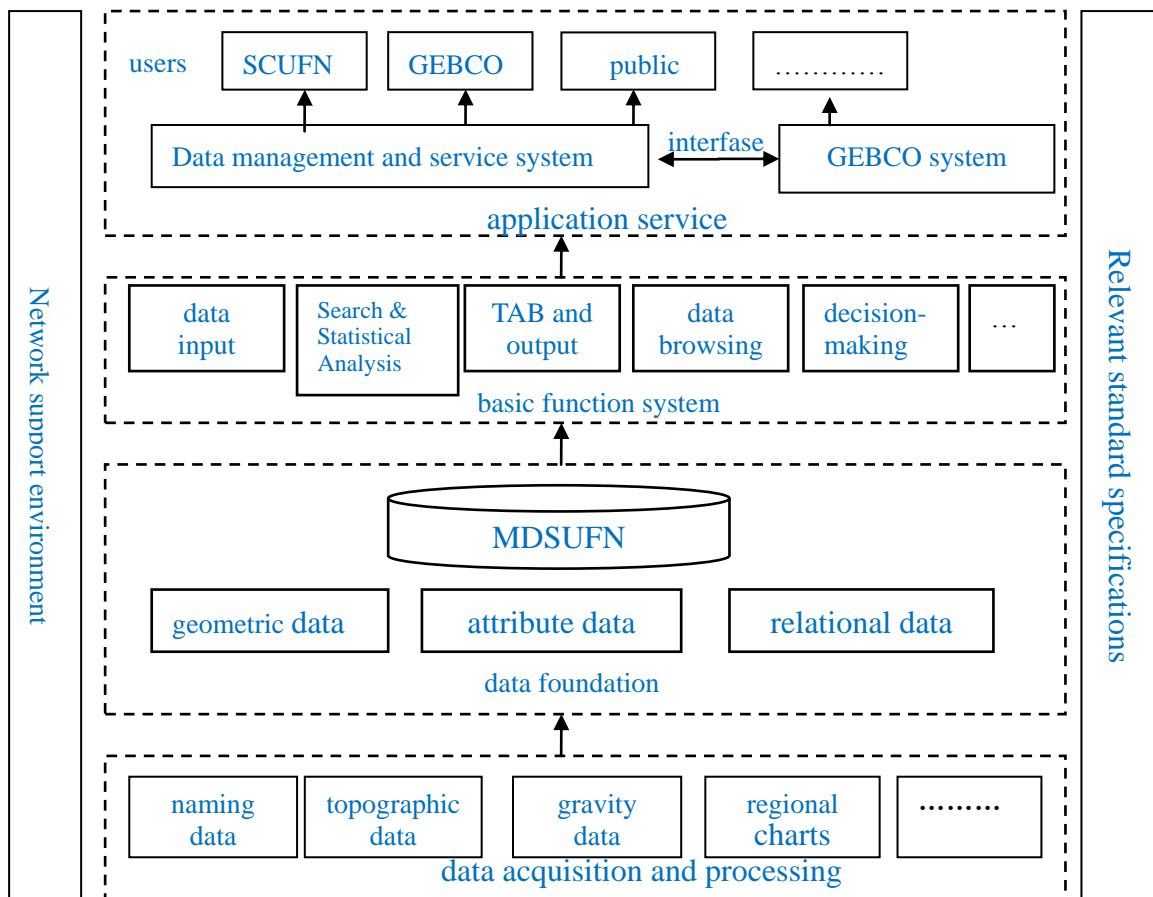 users
SCUFN
GEBCO
public
…………
Data management and service system
interfase
GEBCO system
application service
data
input
Search &
Statistical
Analysis
TAB and
output
data
browsing
decision-
making
…
basic function system
MDSUFN
geometric data
attribute data
relational data
data foundation
naming
data
topographic
data
gravity
data
regional
charts
………
data acquisition and processing
Network support environment
Relevant standard specifications